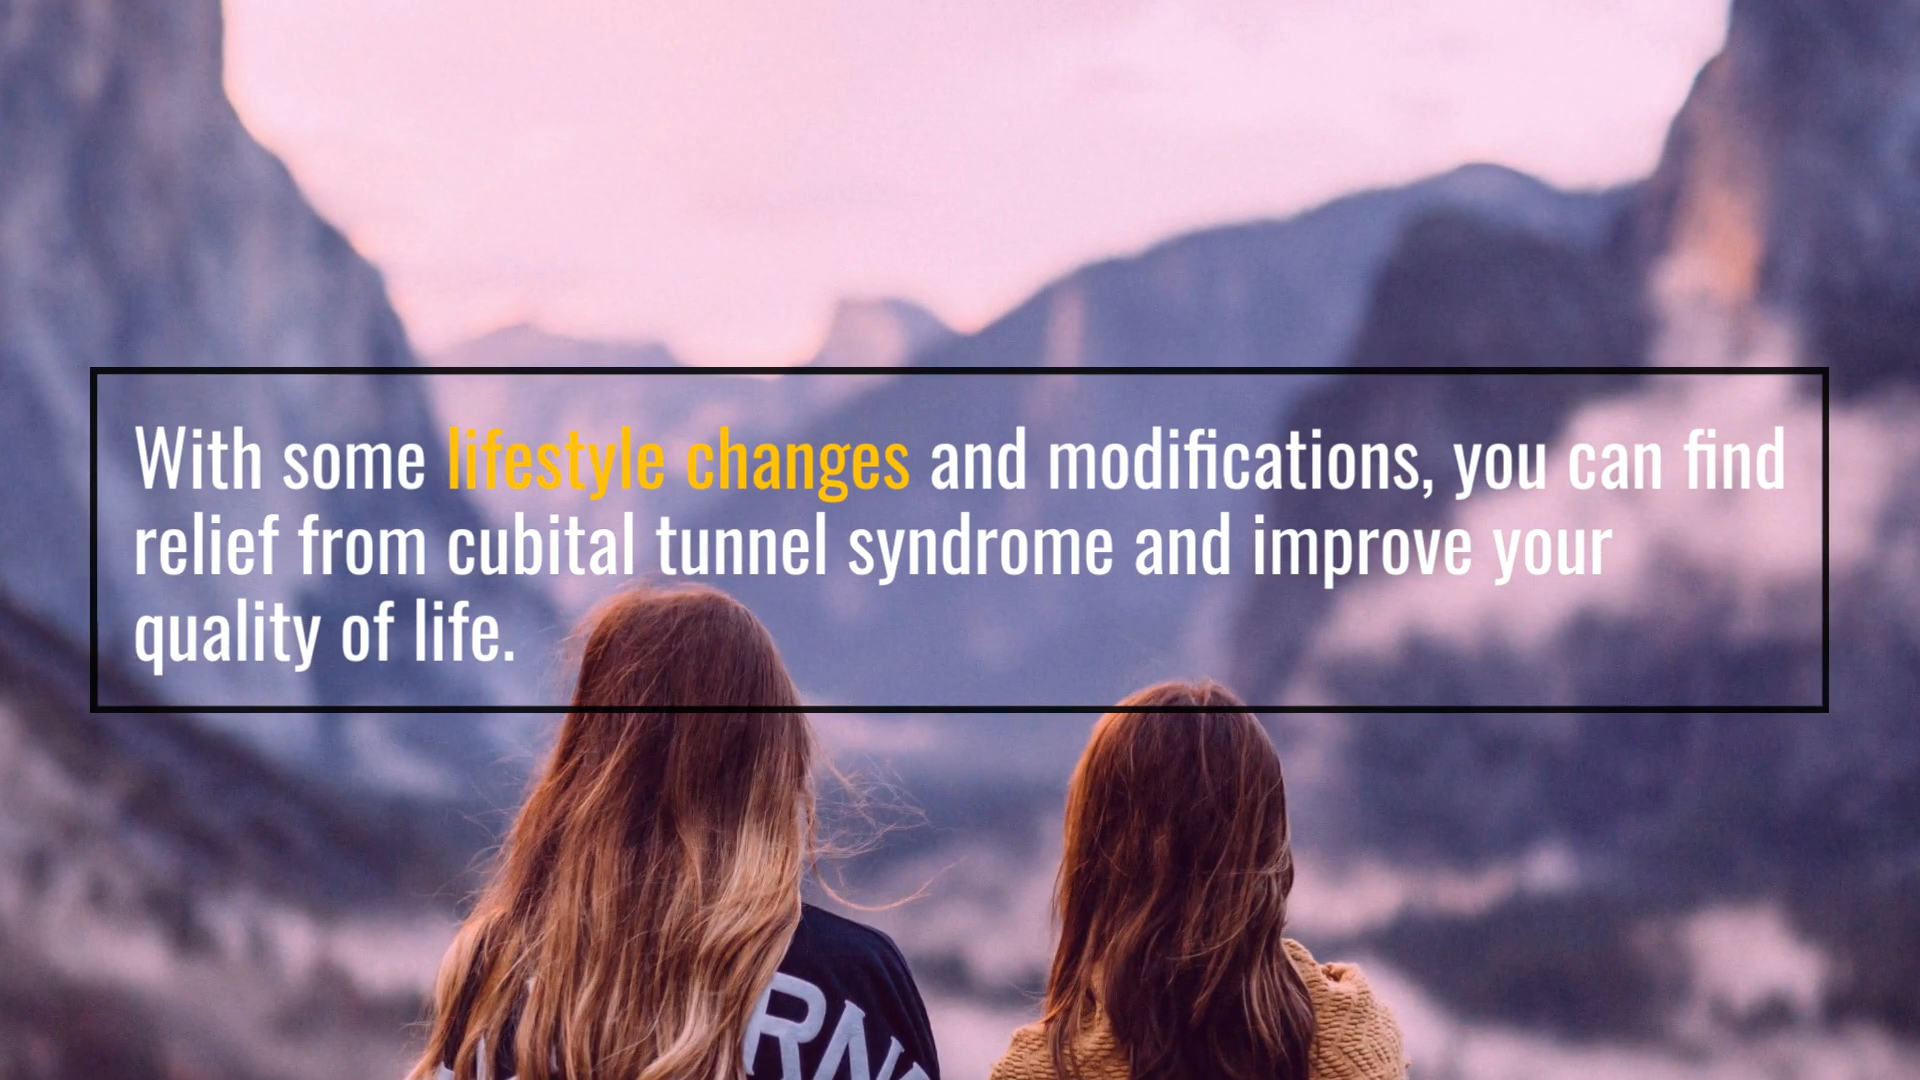 With some lifestyle changes and modifications, you can find
relief from cubital tunnel syndrome and improve your
quality of life.
RN